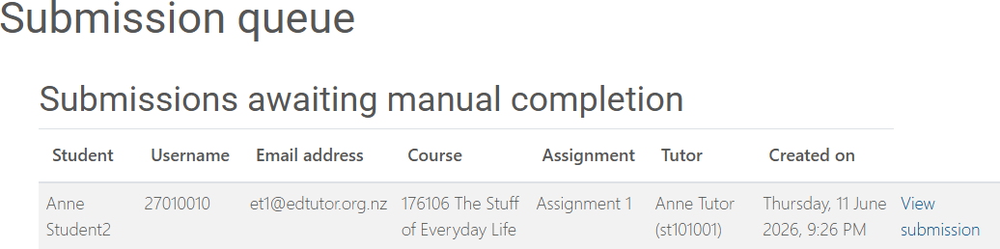 Submission queue
Submissions awaiting manual completion
Student Username Email address Course Assignment Tutor Created on
Anne 27010010 et1@edtutor.org.nz 176106 The Stuff Assignment 1 Anne Tutor Thursday, 11 June View
Student2 of Everyday Life (st101001) 2026, 9:26 PM submission